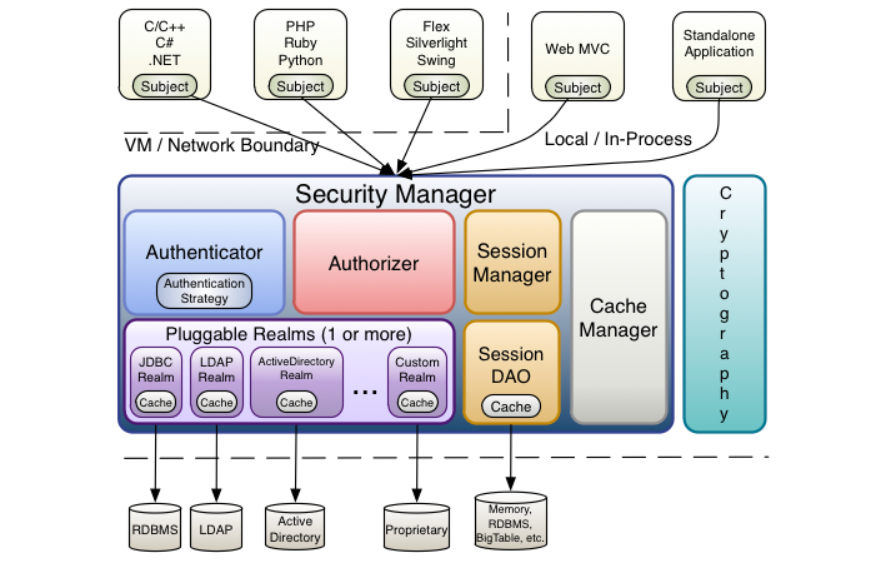 C/C++
C#
.NET
Subject
PHP
Ruby
Python
Subject
Flex
Silverlight
Swing
Subject
Web MVC
Subject
Standalone
Application
Subject
VM / Network Boundary
Local / In-Process
Security Manager
Authenticator
Authentication
Strategy
Authorizer
Session
Manager
Cache
Manager
Cryptography
Pluggable Realms (1 or more)
JDBC
Realm
Cache
LDAP
Realm
Cache
ActiveDirectory
Realm
Cache
...
Custom
Realm
Cache
Session
DAO
Cache
RDBMS
LDAP
Active
Directory
Proprietary
Memory,
RDBMS,
BigTable, etc.